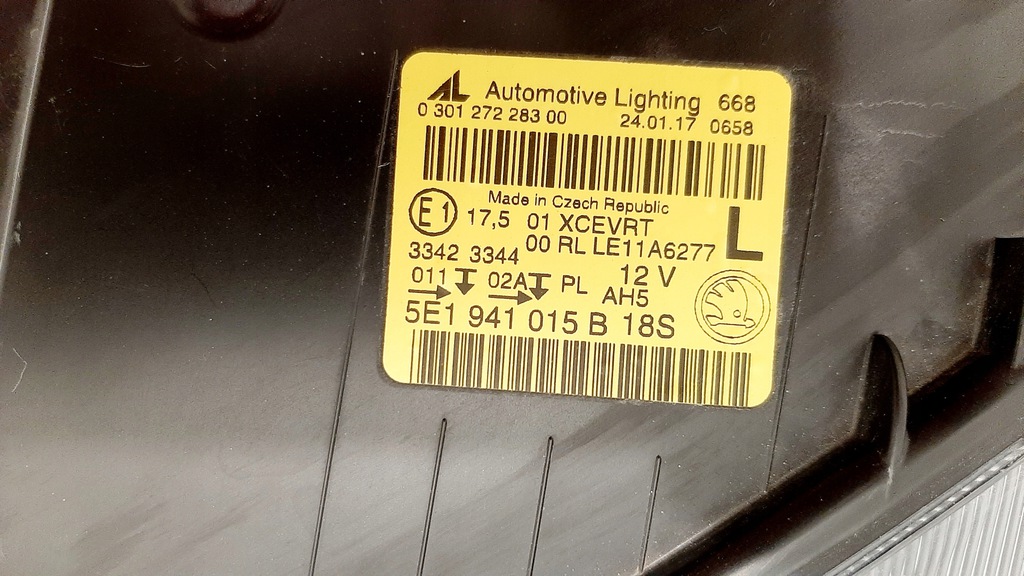 AL Automotive Lighting 668
0 301 272 283 00 24.01.17 0658
Made in Czech Republic
E1 17,5 01 XCEVRT L
00 RL LE11A6277
3342 3344 12 V
011 02A PL AH5
5E1 941 015 B 18S